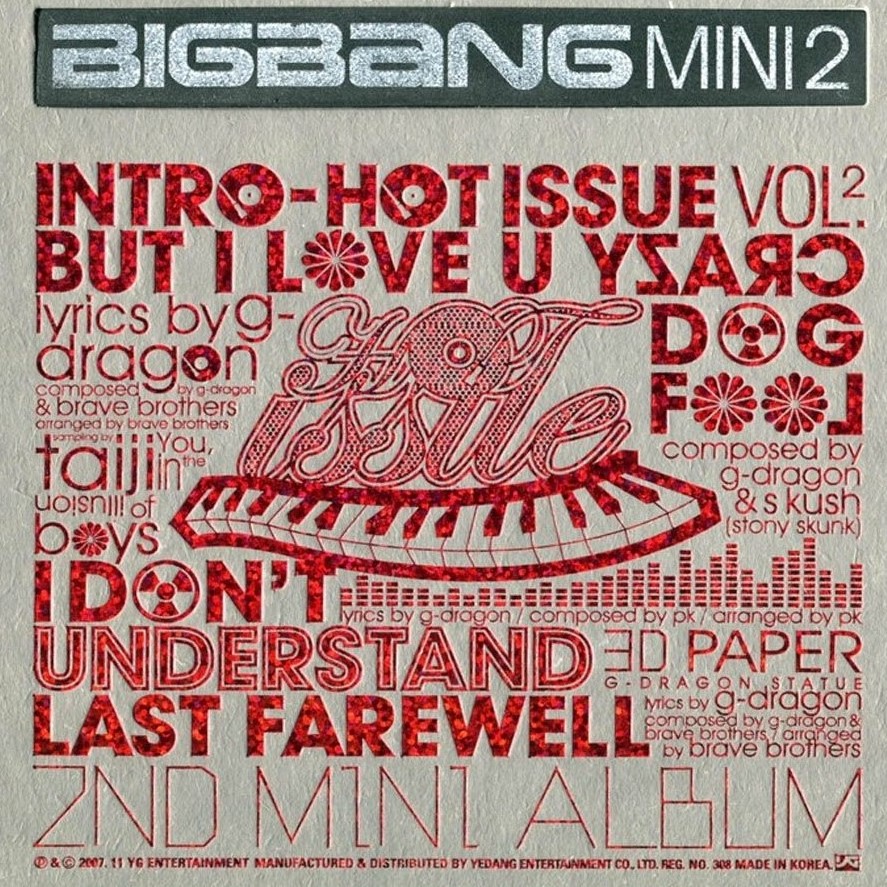 BIGBANG MINI 2
INTRO-HOT ISSUE VOL.2
BUT I LOVE U CRAZY
lyrics by g-
dragon
composed by g-dragon
& brave brothers
arranged by brave brothers
sampling by
taiji
You,
in the
illusion of
boys
HOT
issue
DOG
FOOL
composed by
g-dragon
& s kush
(stony skunk)
I DON'T
lyrics by g-dragon / composed by pk / arranged by pk
UNDERSTAND
3D PAPER
G-DRAGON STATUE
LAST FAREWELL
lyrics by g-dragon
composed by g-dragon &
brave brothers / arranged
by brave brothers
2ND MINI ALBUM
℗ & © 2007. 11 YG ENTERTAINMENT MANUFACTURED & DISTRIBUTED BY YEDANG ENTERTAINMENT CO., LTD. REG. NO. 308 MADE IN KOREA. YG